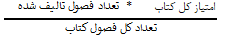 امتیاز کل کتاب * تعداد فصول تالیف شده
تعداد کل فصول کتاب